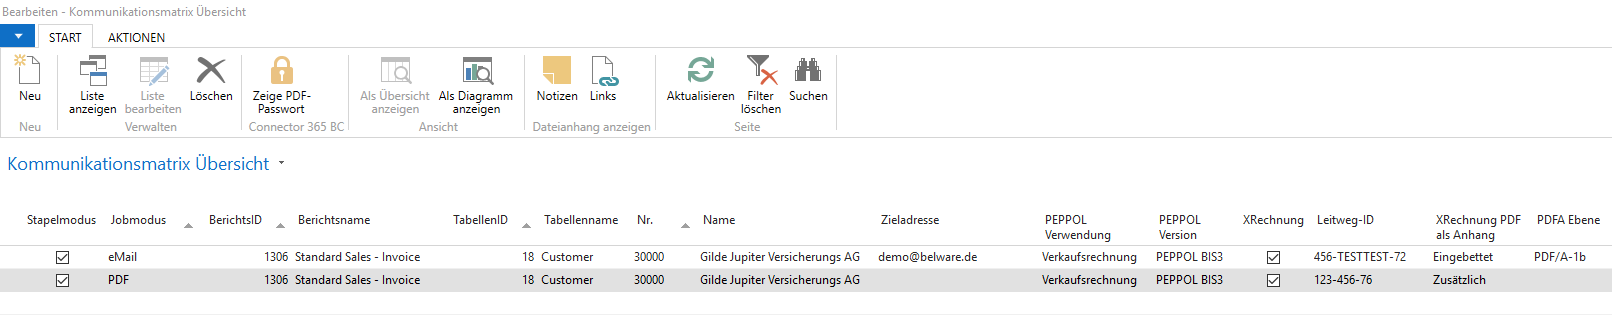 Bearbeiten - Kommunikationsmatrix Übersicht
START AKTIONEN
Neu Liste anzeigen Liste bearbeiten Löschen Zeige PDF-Passwort Als Übersicht anzeigen Als Diagramm anzeigen Notizen Links Aktualisieren Filter löschen Suchen
Neu Verwalten Connector 365 BC Ansicht Dateianhang anzeigen Seite
Kommunikationsmatrix Übersicht
Stapelmodus Jobmodus BerichtsID Berichtsname TabellenID Tabellenname Nr. Name Zieladresse PEPPOL Verwendung PEPPOL Version XRechnung Leitweg-ID XRechnung PDF als Anhang PDFA Ebene
eMail 1306 Standard Sales - Invoice 18 Customer 30000 Gilde Jupiter Versicherungs AG demo@belware.de Verkaufsrechnung PEPPOL BIS3 456-TESTTEST-72 Eingebettet PDF/A-1b
PDF 1306 Standard Sales - Invoice 18 Customer 30000 Gilde Jupiter Versicherungs AG Verkaufsrechnung PEPPOL BIS3 123-456-76 Zusätzlich